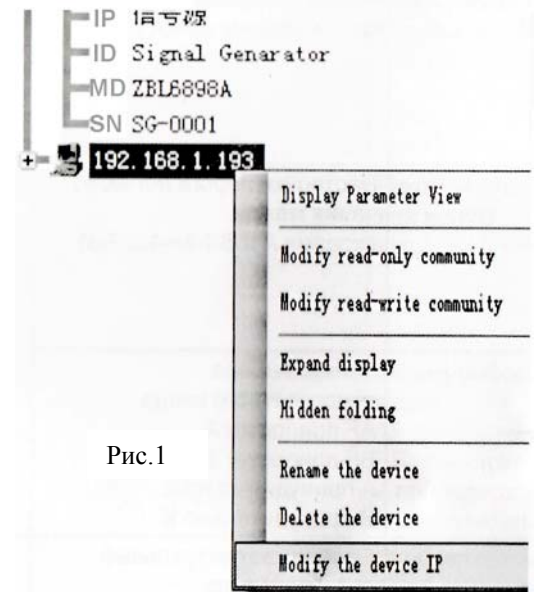 IP 信号源
ID Signal Genarator
MD ZBL6898A
SN SG-0001
192.168.1.193
Display Parameter View
Modify read-only community
Modify read-write community
Expand display
Hidden folding
Rename the device
Delete the device
Modify the device IP
Рис.1